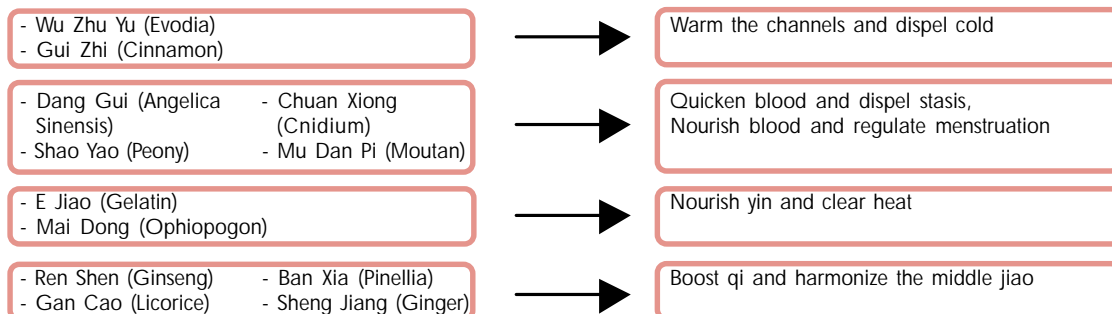 - Wu Zhu Yu (Evodia)
- Gui Zhi (Cinnamon)
Warm the channels and dispel cold
- Dang Gui (Angelica
Sinensis)
- Shao Yao (Peony)
- Chuan Xiong
(Cnidium)
- Mu Dan Pi (Moutan)
Quicken blood and dispel stasis,
Nourish blood and regulate menstruation
- E Jiao (Gelatin)
- Mai Dong (Ophiopogon)
Nourish yin and clear heat
- Ren Shen (Ginseng)
- Gan Cao (Licorice)
- Ban Xia (Pinellia)
- Sheng Jiang (Ginger)
Boost qi and harmonize the middle jiao